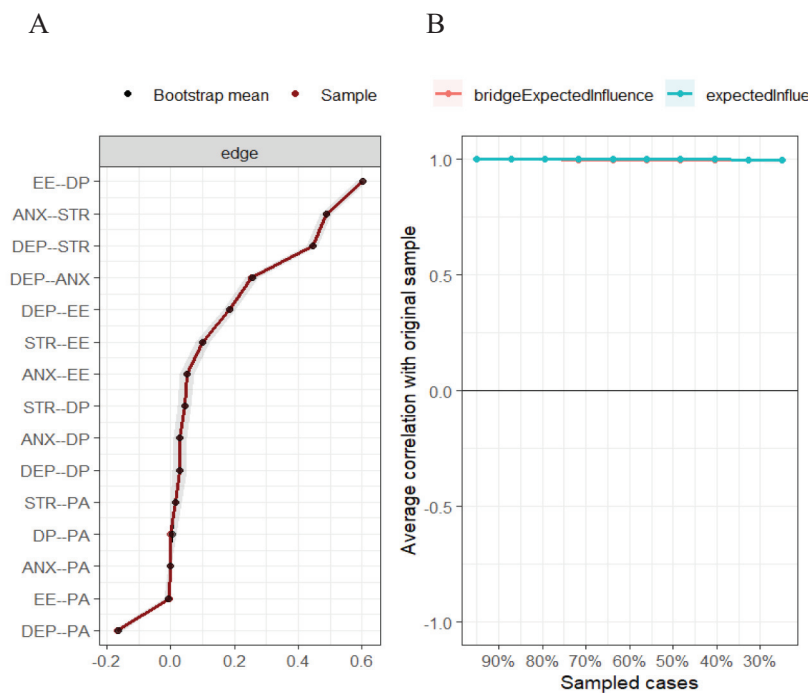 A
B
Bootstrap mean Sample
bridgeExpectedInfluence expectedInflue
edge
EE--DP
ANX--STR
DEP--STR
DEP--ANX
DEP--EE
STR--EE
ANX--EE
STR--DP
ANX--DP
DEP--DP
STR--PA
DP--PA
ANX--PA
EE--PA
DEP--PA
-0.2 0.0 0.2 0.4 0.6
Average correlation with original sample
1.0
0.5
0.0
-0.5
-1.0
90% 80% 70% 60% 50% 40% 30%
Sampled cases